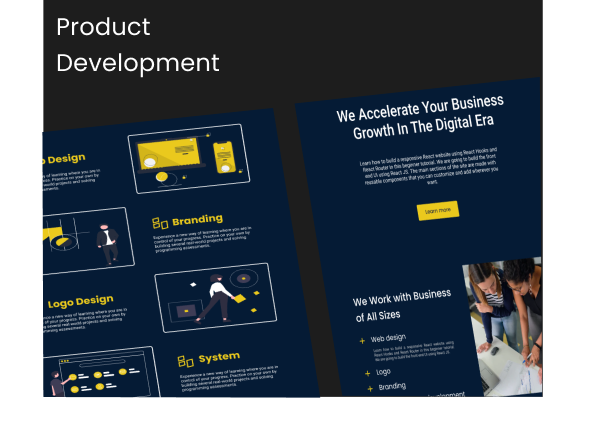 Product
Development
Design
Experience a new way of learning where you are in
control of your progress. Practice on your own by
building several real-world projects and solving
programming assessments.
Branding
Experience a new way of learning where you are in
control of your progress. Practice on your own by
building several real-world projects and solving
programming assessments.
Logo Design
a new way of learning where you are in
of your progress. Practice on your own by
several real-world projects and solving
System
Experience a new way of learning where you are in
control of your progress. Practice on your own by
building several real-world projects and solving
programming assessments.
We Accelerate Your Business
Growth In The Digital Era
Learn how to build a responsive React website using React Hooks and
React Router in this beginner tutorial. We are going to build the front
end UI using React JS. The main sections of the site are made with
reusable components that you can customize and add wherever you
want.
Learn more
We Work with Business
of All Sizes
+ Web design
Learn how to build a responsive React website using
React Hooks and React Router in this beginner tutorial.
We are going to build the front end UI using React JS.
+ Logo
+ Branding